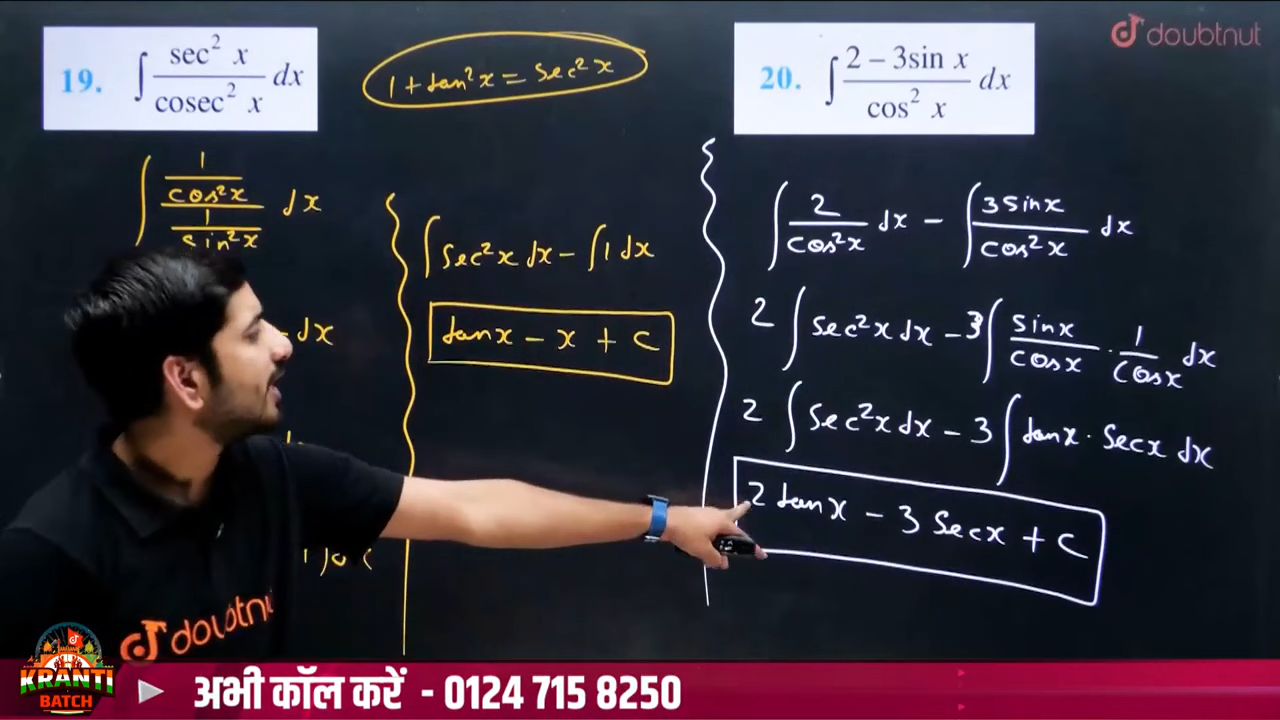 19. ∫ sec² x / cosec² x dx
1 + tan²x = Sec²x
20. ∫ 2 – 3sin x / cos² x dx
doubtnut
∫ 1/cos²x / 1/sin²x dx
dx
∫ Sec²x dx – ∫ 1 dx
tanx – x + c
∫ 2/cos²x dx – ∫ 3sinx/cos²x dx
2 ∫ Sec²x dx – 3 ∫ sinx/cosx · 1/cosx dx
2 ∫ Sec²x dx – 3 ∫ tanx · Secx dx
2 tanx – 3 Secx + c
doubtn
KRANTI
BATCH
अभी कॉल करें - 0124 715 8250